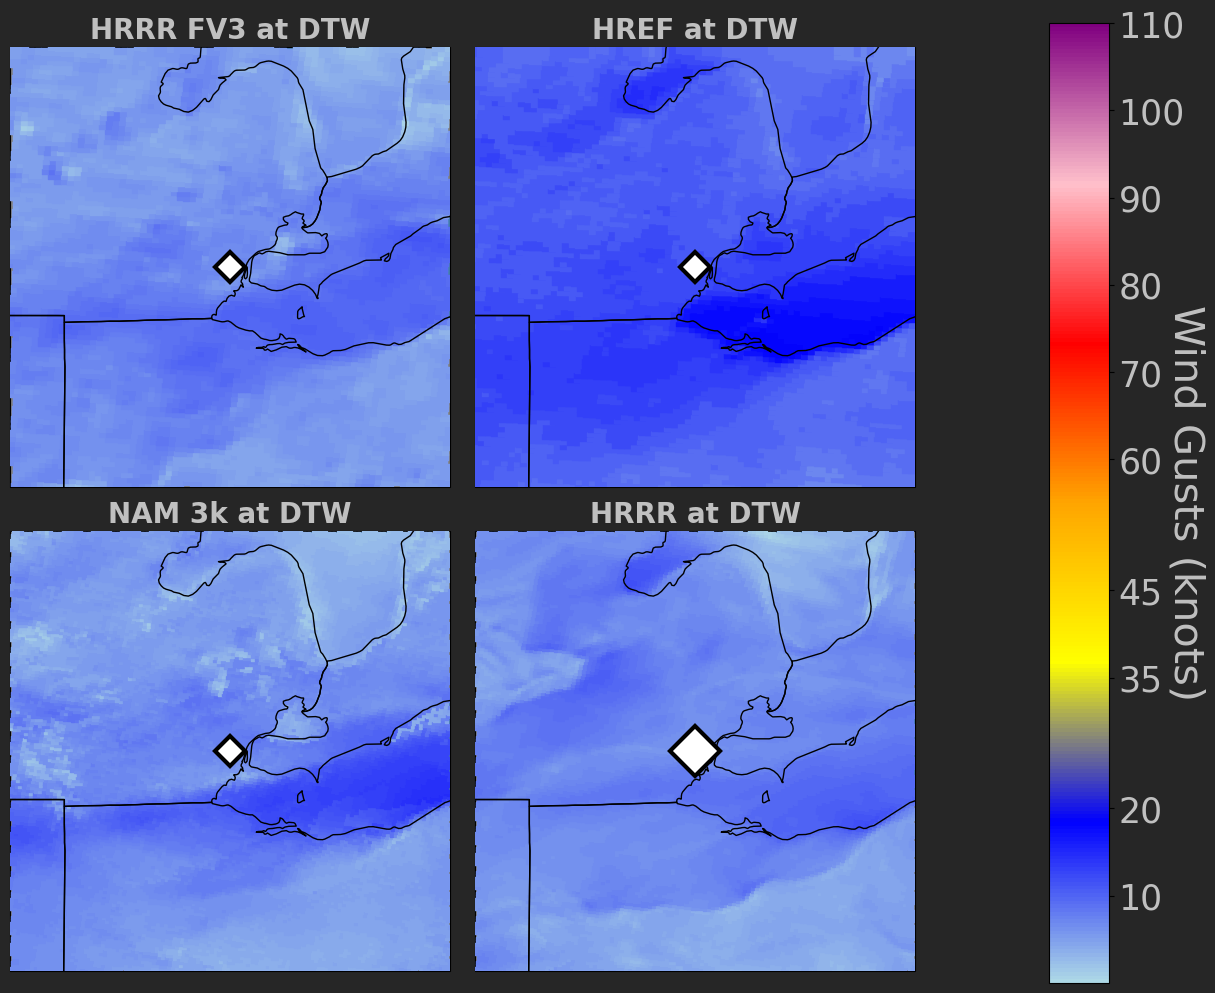 HRRR FV3 at DTW
HREF at DTW
NAM 3k at DTW
HRRR at DTW
110
100
90
80
70
60
45
35
20
10
Wind Gusts (knots)